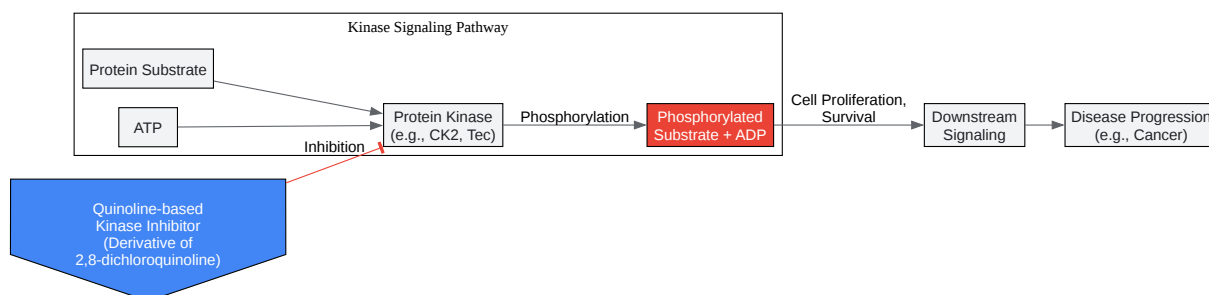 Kinase Signaling Pathway
Protein Substrate
ATP
Protein Kinase
(e.g., CK2, Tec)
Phosphorylation
Phosphorylated
Substrate + ADP
Cell Proliferation,
Survival
Downstream
Signaling
Disease Progression
(e.g., Cancer)
Inhibition
Quinoline-based
Kinase Inhibitor
(Derivative of
2,8-dichloroquinoline)